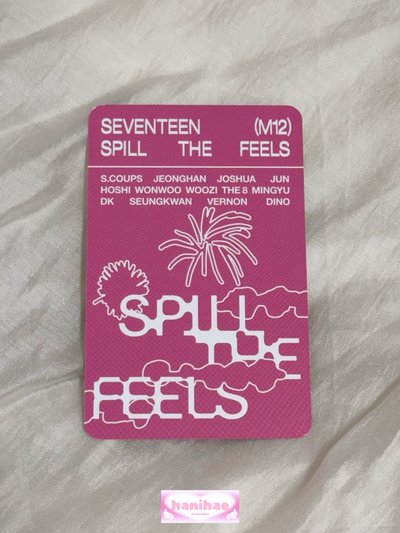 SEVENTEEN (M12)
SPILL THE FEELS
S.COUPS JEONGHAN JOSHUA JUN
HOSHI WONWOO WOOZI THE 8 MINGYU
DK SEUNGKWAN VERNON DINO
SPILL
THE
FEELS
hanihae